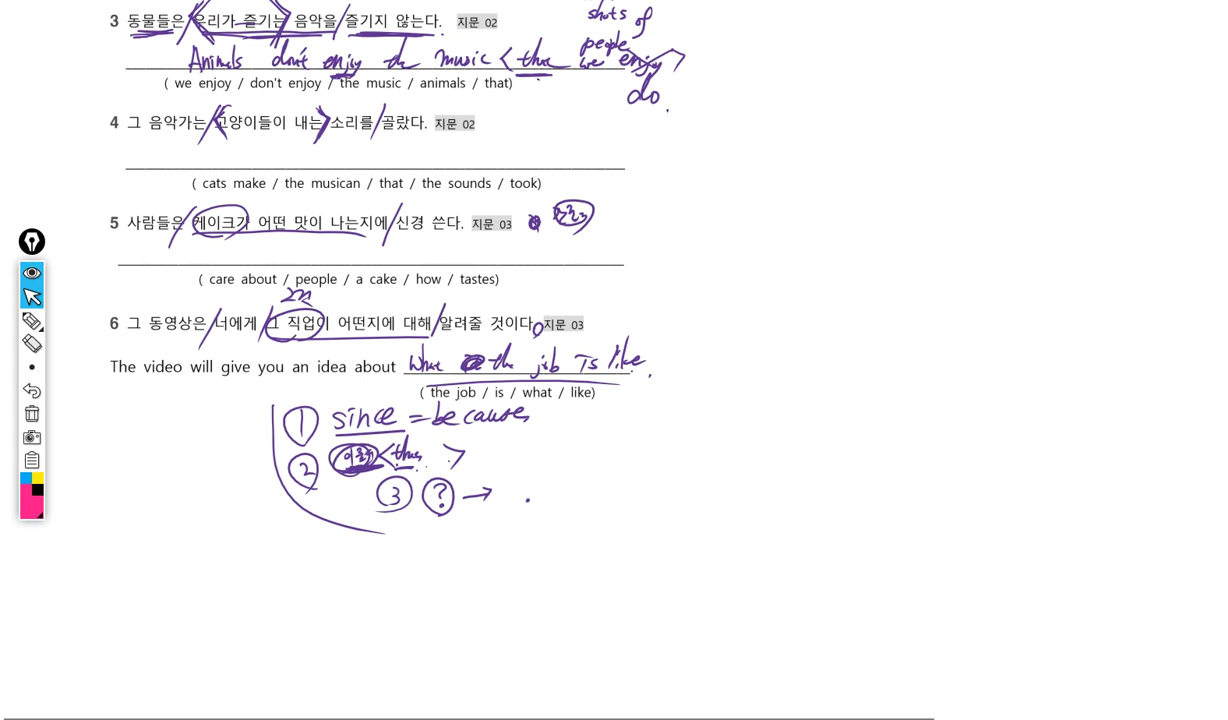 shots of
people
3 동물들은 우리가 즐기는 음악을 즐기지 않는다. 지문 02
Animals don't enjoy the music < that we enjoy >
do.
( we enjoy / don't enjoy / the music / animals / that)
4 그 음악가는 고양이들이 내는 소리를 골랐다. 지문 02
( cats make / the musican / that / the sounds / took)
5 사람들은 케이크가 어떤 맛이 나는지에 신경 쓴다. 지문 03
( care about / people / a cake / how / tastes)
6 그 동영상은 너에게 그 직업이 어떤지에 대해 알려줄 것이다. 지문 03
The video will give you an idea about what the job is like.
( the job / is / what / like)
① since = because
② < that >
③ ? → .